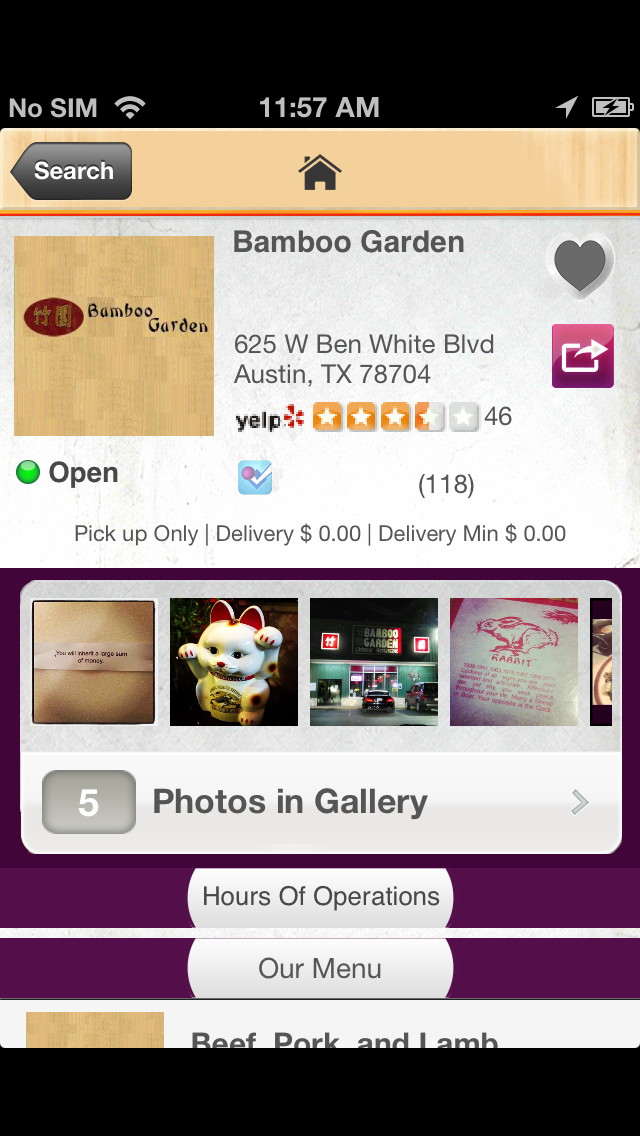 No SIM 11:57 AM
Search
Bamboo Garden
竹園 Bamboo
Garden
625 W Ben White Blvd
Austin, TX 78704
yelp 46
Open
(118)
Pick up Only | Delivery $ 0.00 | Delivery Min $ 0.00
You will inherit a large sum
of money.
BAMBOO
GARDEN
RABBIT
5 Photos in Gallery
Hours Of Operations
Our Menu
Beef, Pork, and Lamb